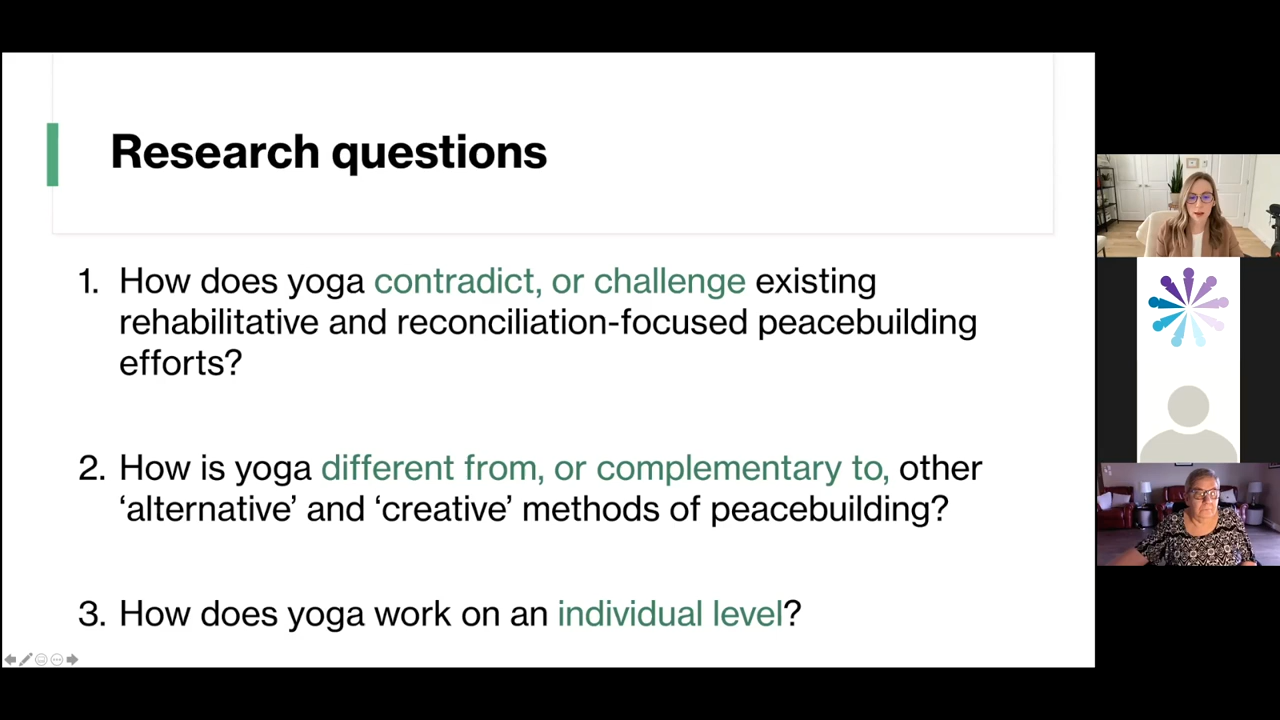 Research questions
1. How does yoga contradict, or challenge existing
rehabilitative and reconciliation-focused peacebuilding
efforts?
2. How is yoga different from, or complementary to, other
‘alternative’ and ‘creative’ methods of peacebuilding?
3. How does yoga work on an individual level?